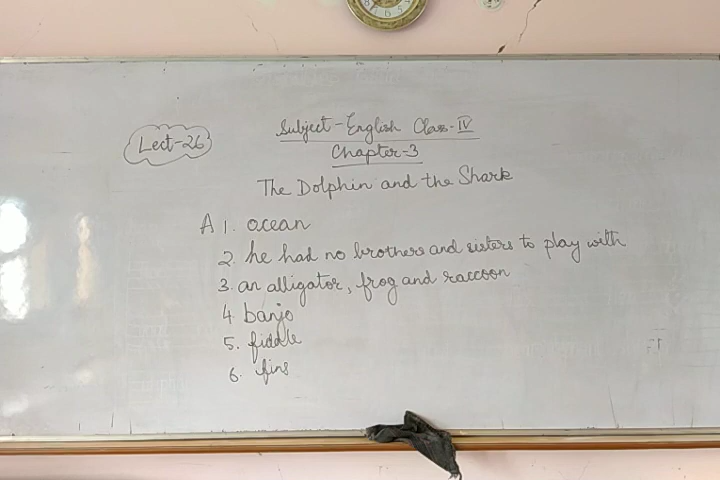 Lect-26
Subject-English Class-IV
Chapter-3
The Dolphin and the Shark
A 1. ocean
2. he had no brothers and sisters to play with
3. an alligator, frog and raccoon
4 banjo
5. fiddle
6. fins